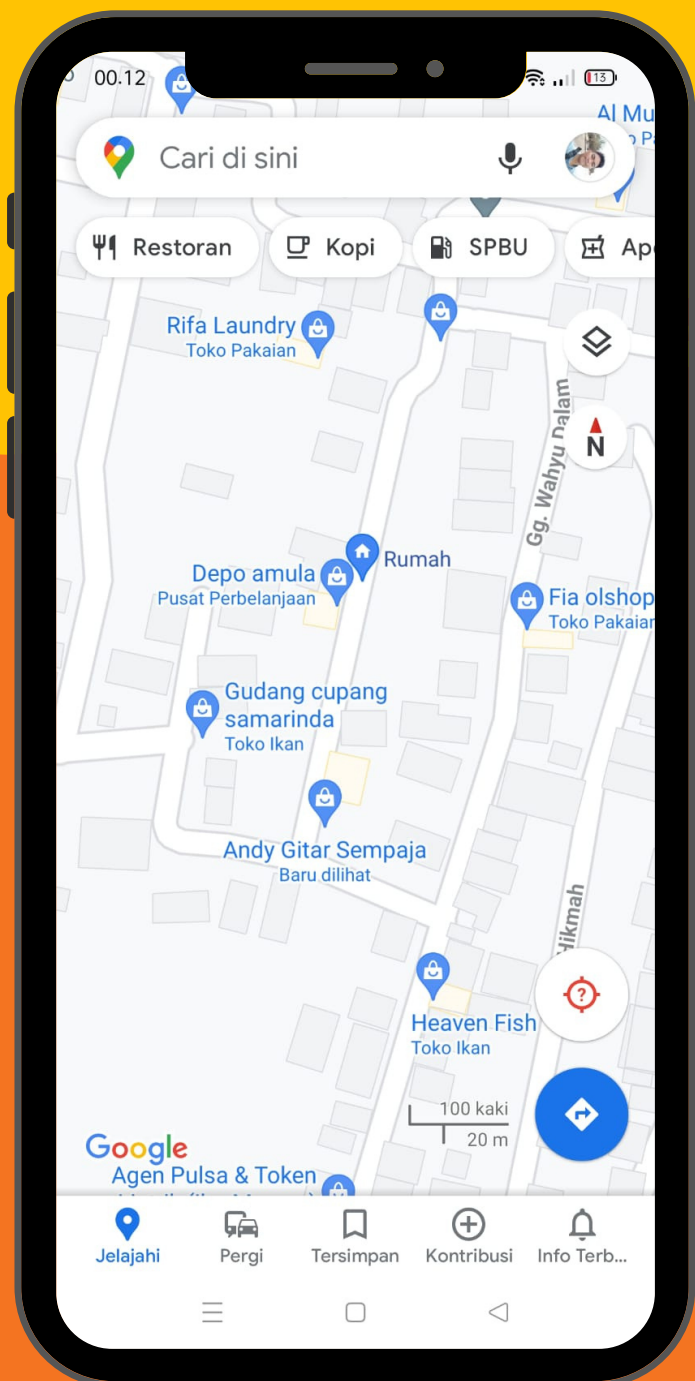 00.12
13
Al Mu
Cari di sini
Restoran
Kopi
SPBU
Ap
Rifa Laundry
Toko Pakaian
N
Gg. Wahyu Dalam
Depo amula
Pusat Perbelanjaan
Rumah
Fia olshop
Toko Pakaian
Gudang cupang
samarinda
Toko Ikan
Andy Gitar Sempaja
Baru dilihat
Hikmah
?
Heaven Fish
Toko Ikan
100 kaki
20 m
Google
Agen Pulsa & Token
Jelajahi
Pergi
Tersimpan
Kontribusi
Info Terb...